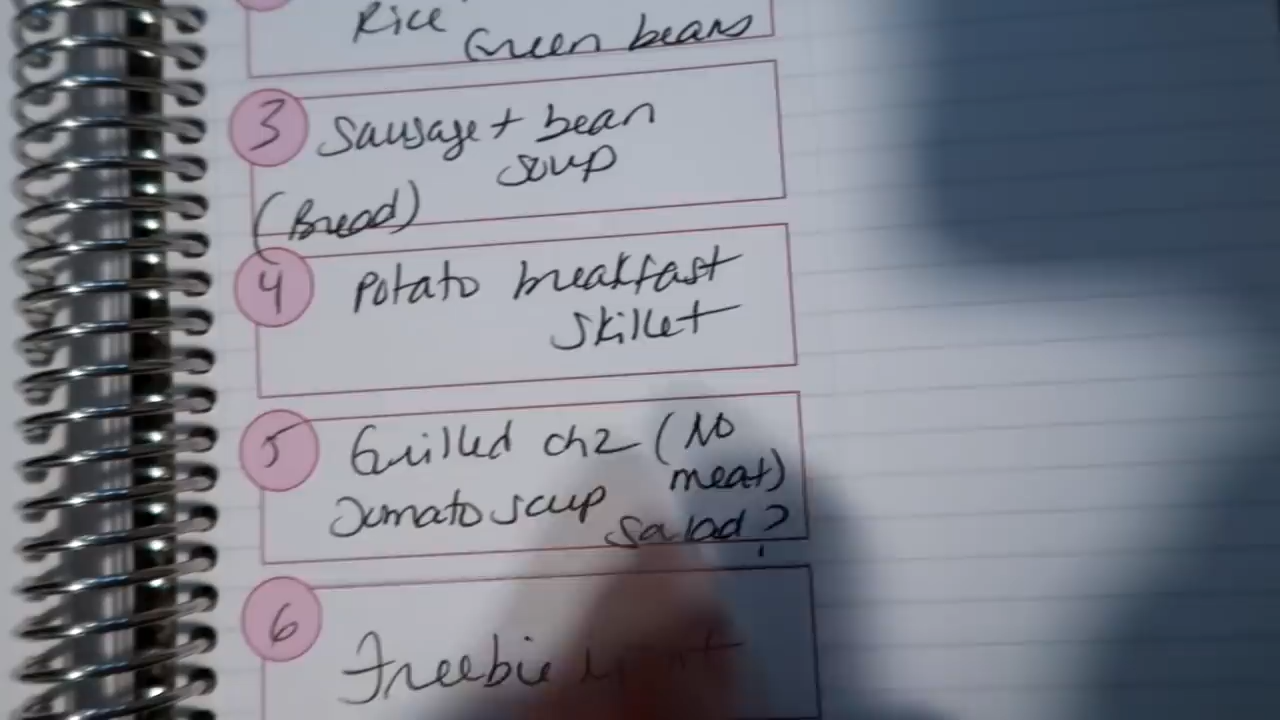 Rice
Green beans
3 Sausage + bean
soup
(Bread)
4 Potato breakfast
skillet
5 Grilled chz (No
meat)
Tomato soup
salad?
6
Freebie